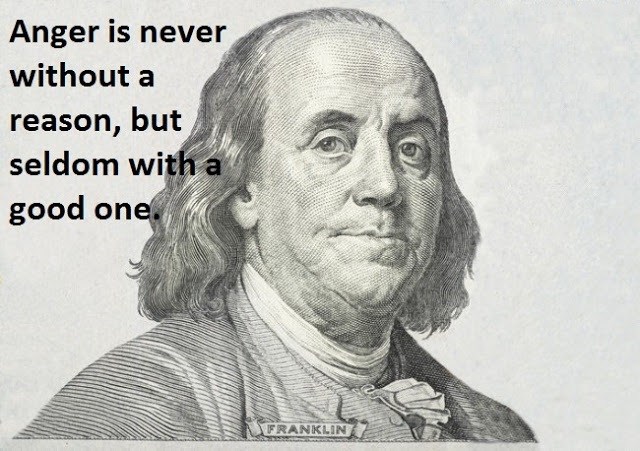 Anger is never
without a
reason, but
seldom with a
good one.
FRANKLIN